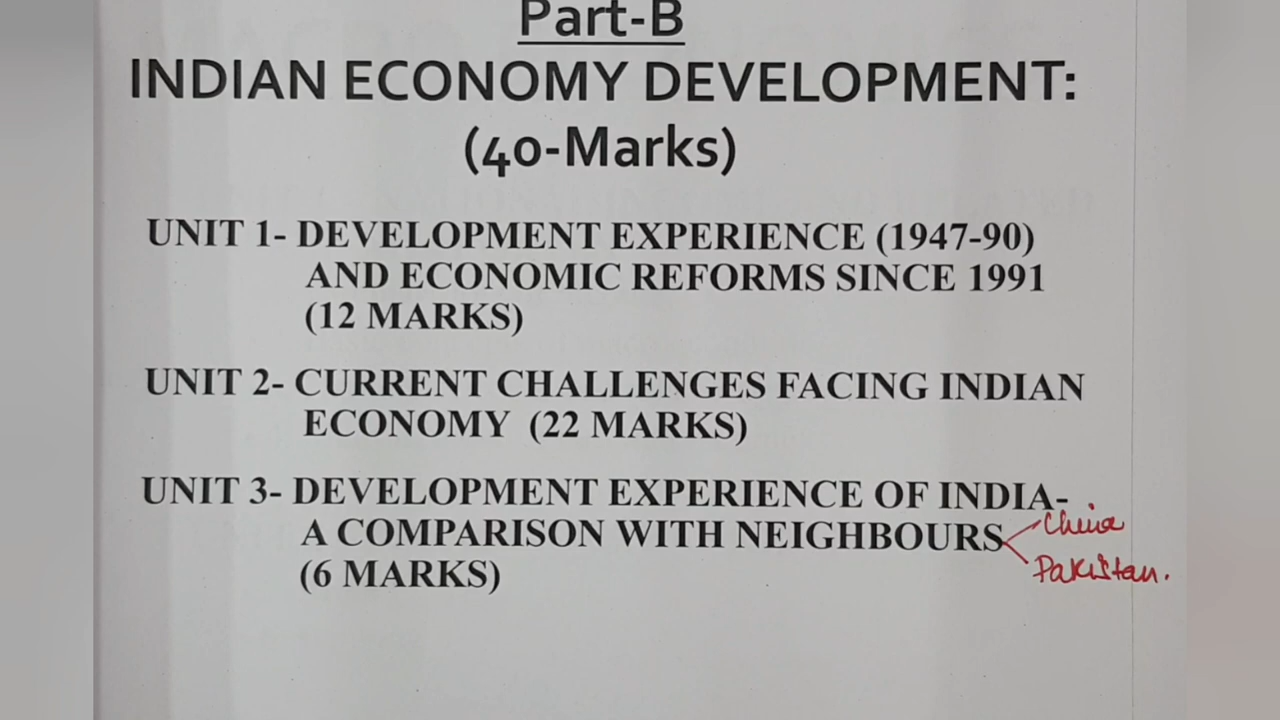 Part-B
INDIAN ECONOMY DEVELOPMENT:
(40-Marks)
UNIT 1- DEVELOPMENT EXPERIENCE (1947-90)
AND ECONOMIC REFORMS SINCE 1991
(12 MARKS)
UNIT 2- CURRENT CHALLENGES FACING INDIAN
ECONOMY (22 MARKS)
UNIT 3- DEVELOPMENT EXPERIENCE OF INDIA-
A COMPARISON WITH NEIGHBOURS
China
Pakistan.
(6 MARKS)